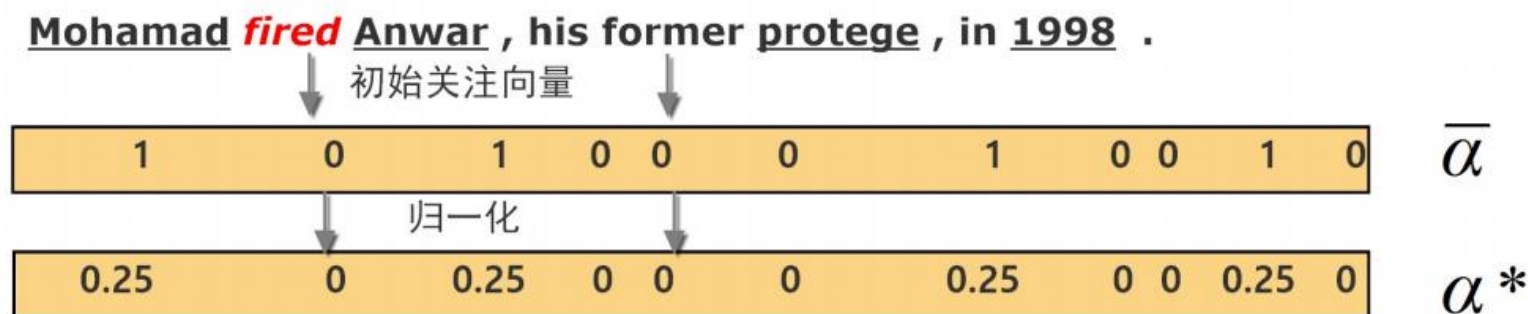 Mohamad fired Anwar , his former protege , in 1998 .
初始关注向量
1 0 1 0 0 0 1 0 0 1 0 α̅
归一化
0.25 0 0.25 0 0 0 0.25 0 0 0.25 0 α*